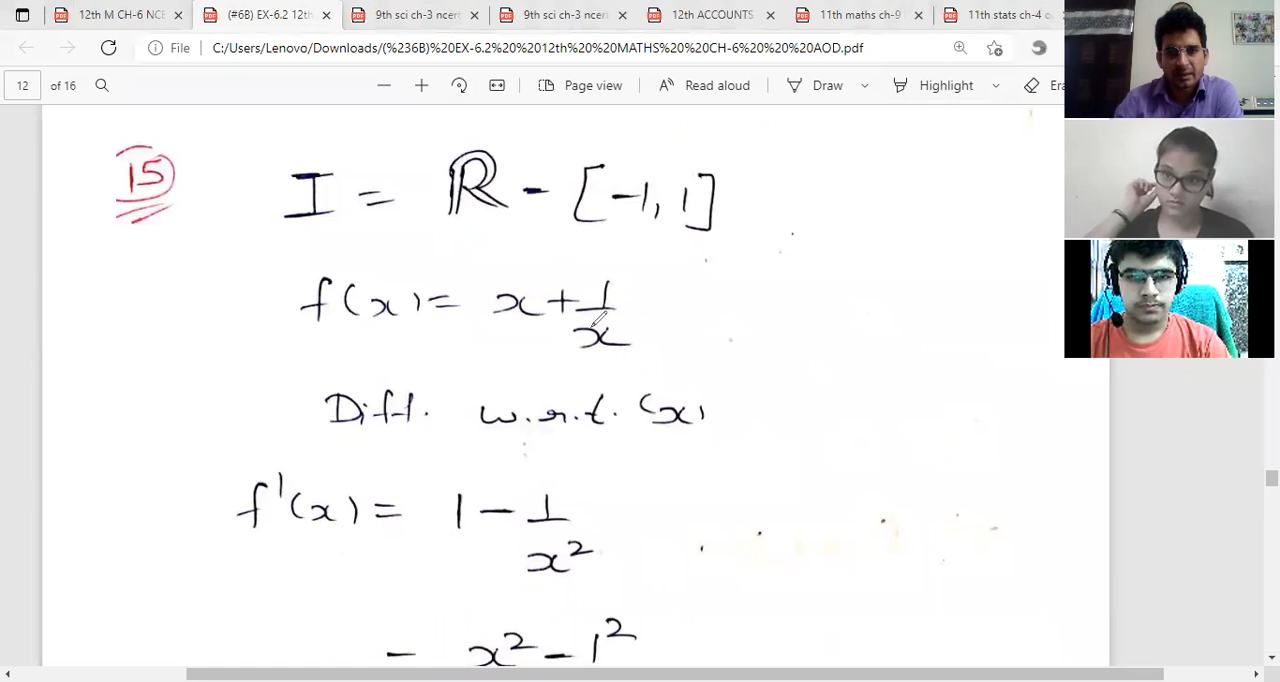 12th M CH-6 NCE
(#6B) EX-6.2 12th
9th sci ch-3 ncer
9th sci ch-3 ncer
12th ACCOUNTS
11th maths ch-9
11th stats ch-4
File C:/Users/Lenovo/Downloads/(%236B)%20EX-6.2%20%20%2012th%20%20MATHS%20%20CH-6%20%20%20AOD.pdf
12 of 16 Page view Read aloud Draw Highlight Era
15 I = ℝ - [-1, 1]
f(x) = x + 1/x
Diff. w.r.t. (x)
f'(x) = 1 - 1/x²
= x² - 1²